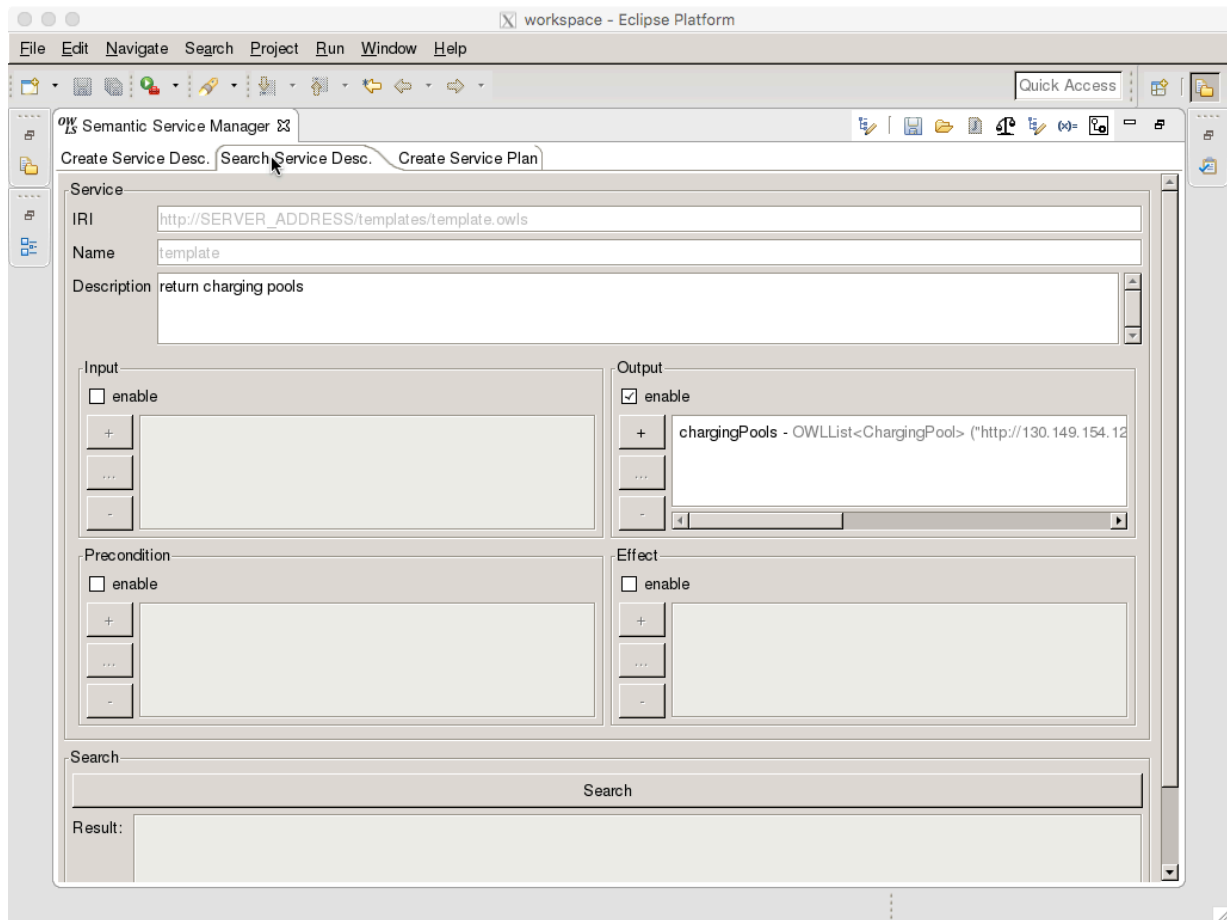 workspace - Eclipse Platform
File Edit Navigate Search Project Run Window Help
Quick Access
OWLS Semantic Service Manager
(x)=
Create Service Desc. Search Service Desc. Create Service Plan
Service
IRI http://SERVER_ADDRESS/templates/template.owls
Name template
Description return charging pools
Input
enable
+
...
-
Output
enable
+ chargingPools - OWLList<ChargingPool> ("http://130.149.154.12
...
-
Precondition
enable
+
...
-
Effect
enable
+
...
-
Search
Search
Result: